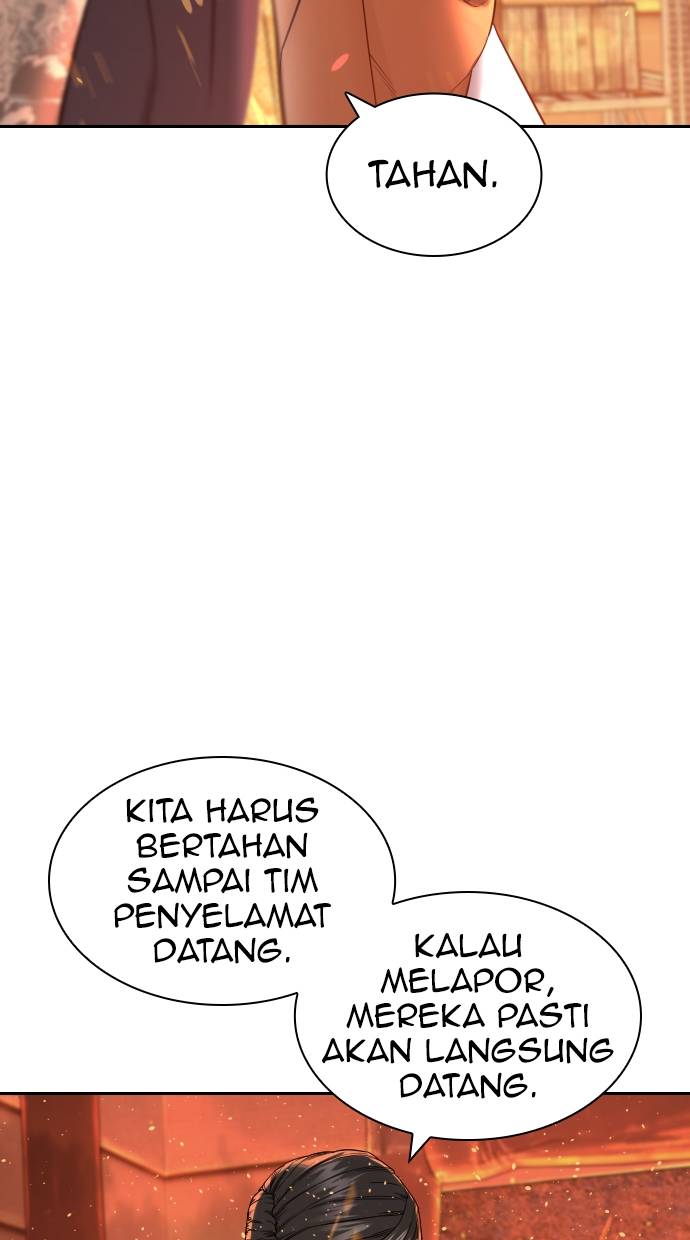 TAHAN.
KITA HARUS
BERTAHAN
SAMPAI TIM
PENYELAMAT
DATANG.
KALAU
MELAPOR,
MEREKA PASTI
AKAN LANGSUNG
DATANG.